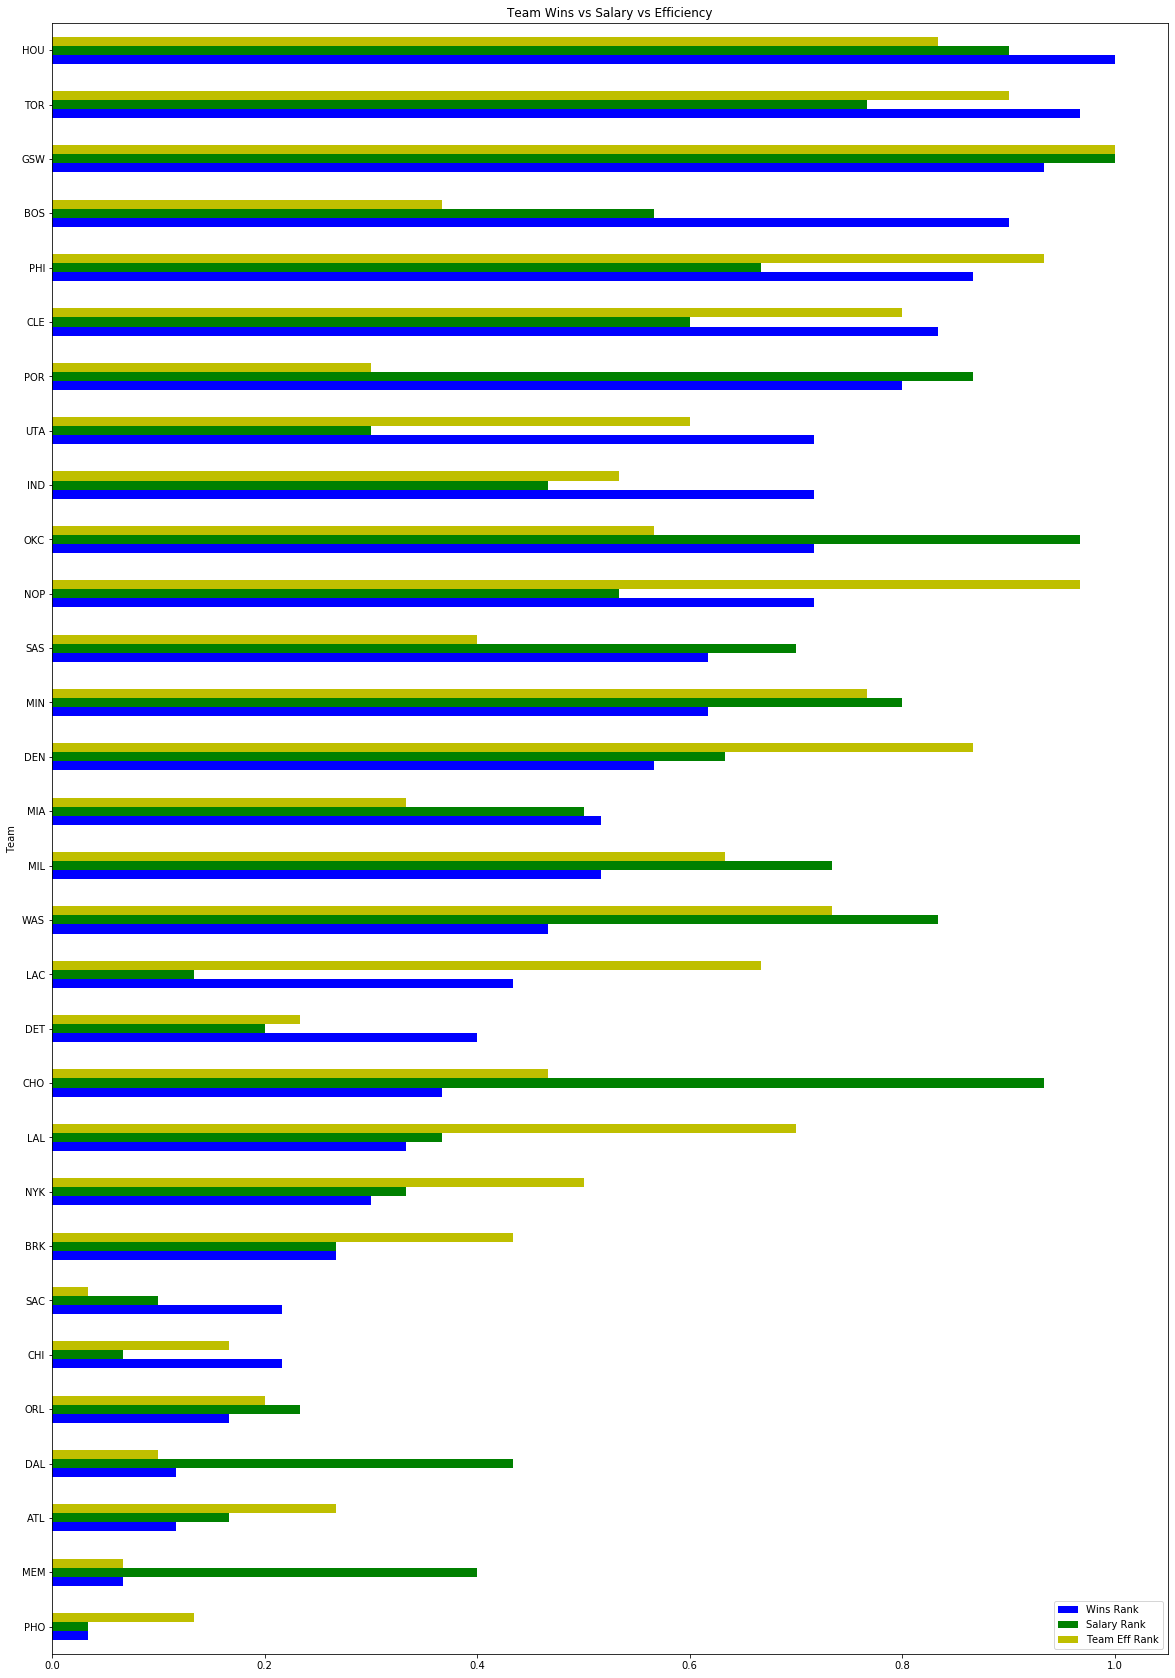 Team Wins vs Salary vs Efficiency
HOU
TOR
GSW
BOS
PHI
CLE
POR
UTA
IND
OKC
NOP
SAS
MIN
DEN
MIA
MIL
WAS
LAC
DET
CHO
LAL
NYK
BRK
SAC
CHI
ORL
DAL
ATL
MEM
PHO
Team
Wins Rank
Salary Rank
Team Eff Rank
0.0 0.2 0.4 0.6 0.8 1.0